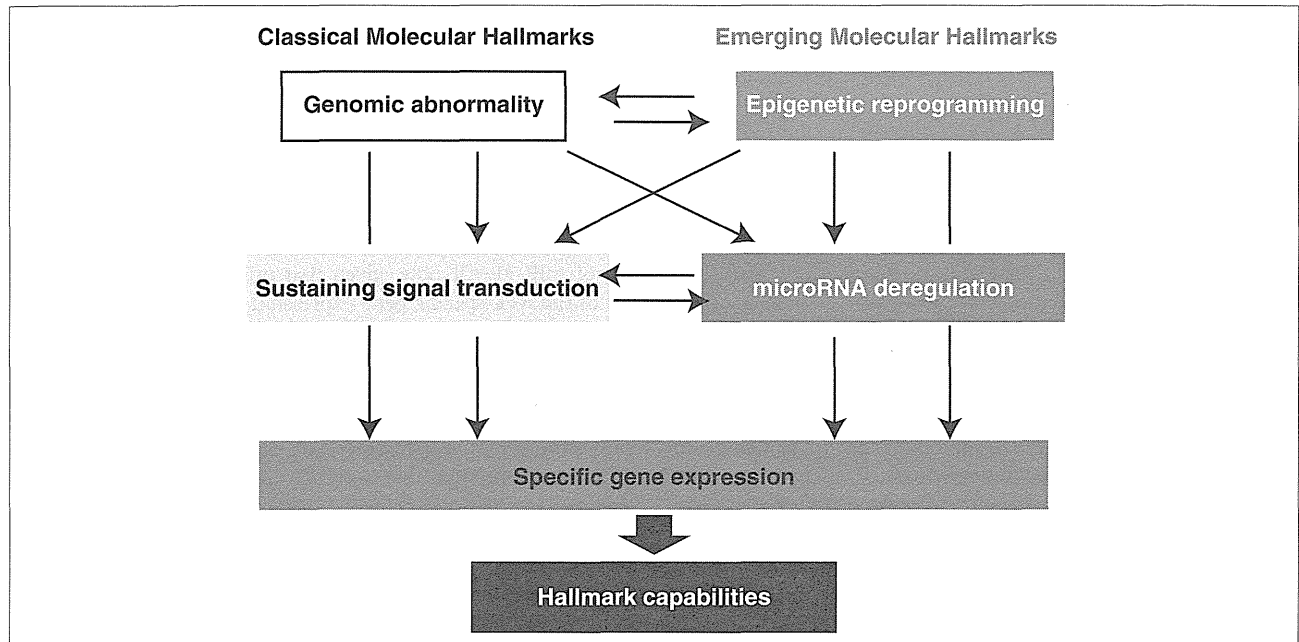 Classical Molecular Hallmarks
Emerging Molecular Hallmarks
Genomic abnormality
Epigenetic reprogramming
Sustaining signal transduction
microRNA deregulation
Specific gene expression
Hallmark capabilities